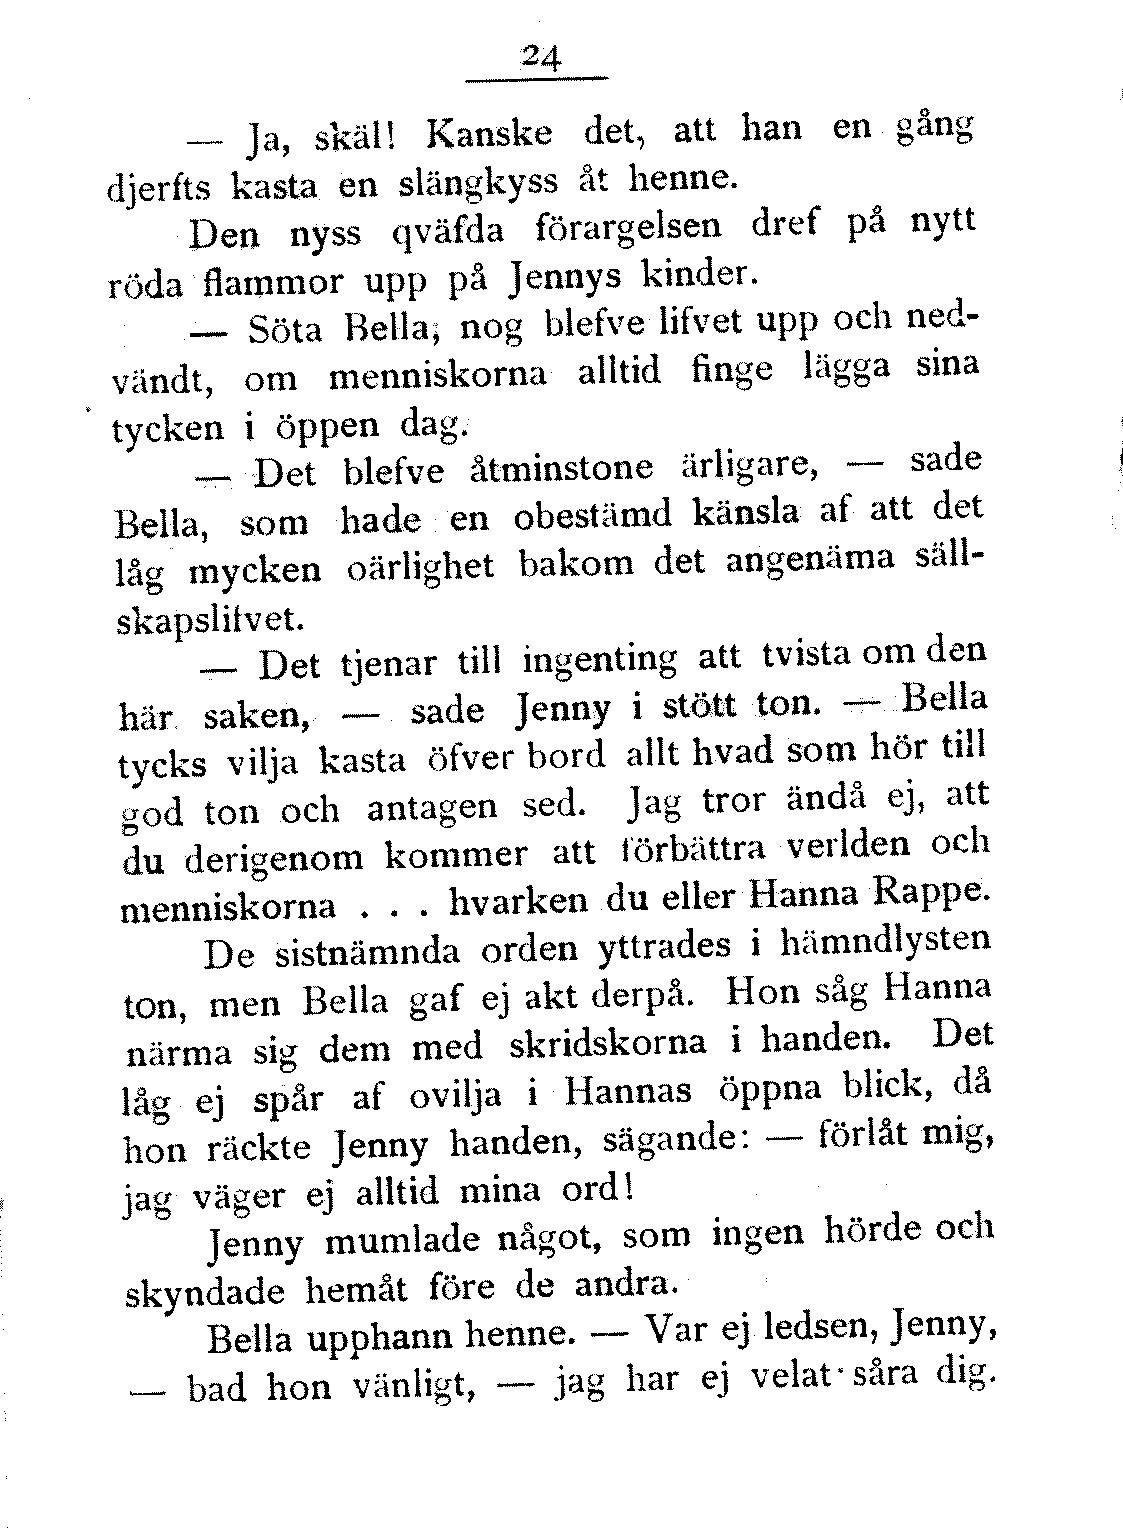 24
— Ja, skäl! Kanske det, att han en gång
djerfts kasta en slängkyss åt henne.
Den nyss qväfda förargelsen dref på nytt
röda flammor upp på Jennys kinder.
— Söta Bella, nog blefve lifvet upp och ned-
vändt, om menniskorna alltid finge lägga sina
tycken i öppen dag.
— Det blefve åtminstone ärligare, — sade
Bella, som hade en obestämd känsla af att det
låg mycken oärlighet bakom det angenäma säll-
skapslifvet.
— Det tjenar till ingenting att tvista om den
här saken, — sade Jenny i stött ton. — Bella
tycks vilja kasta öfver bord allt hvad som hör till
god ton och antagen sed. Jag tror ändå ej, att
du derigenom kommer att förbättra verlden och
menniskorna . . . hvarken du eller Hanna Rappe.
De sistnämnda orden yttrades i hämndlysten
ton, men Bella gaf ej akt derpå. Hon såg Hanna
närma sig dem med skridskorna i handen. Det
låg ej spår af ovilja i Hannas öppna blick, då
hon räckte Jenny handen, sägande: — förlåt mig,
jag väger ej alltid mina ord!
Jenny mumlade något, som ingen hörde och
skyndade hemåt före de andra.
Bella upphann henne. — Var ej ledsen, Jenny,
— bad hon vänligt, — jag har ej velat såra dig.